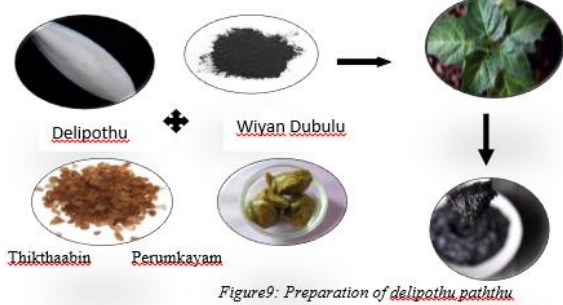 Delipothu
Wiyan Dubulu
Thikthaabin Perumkayam
Figure9: Preparation of delipothu paththu